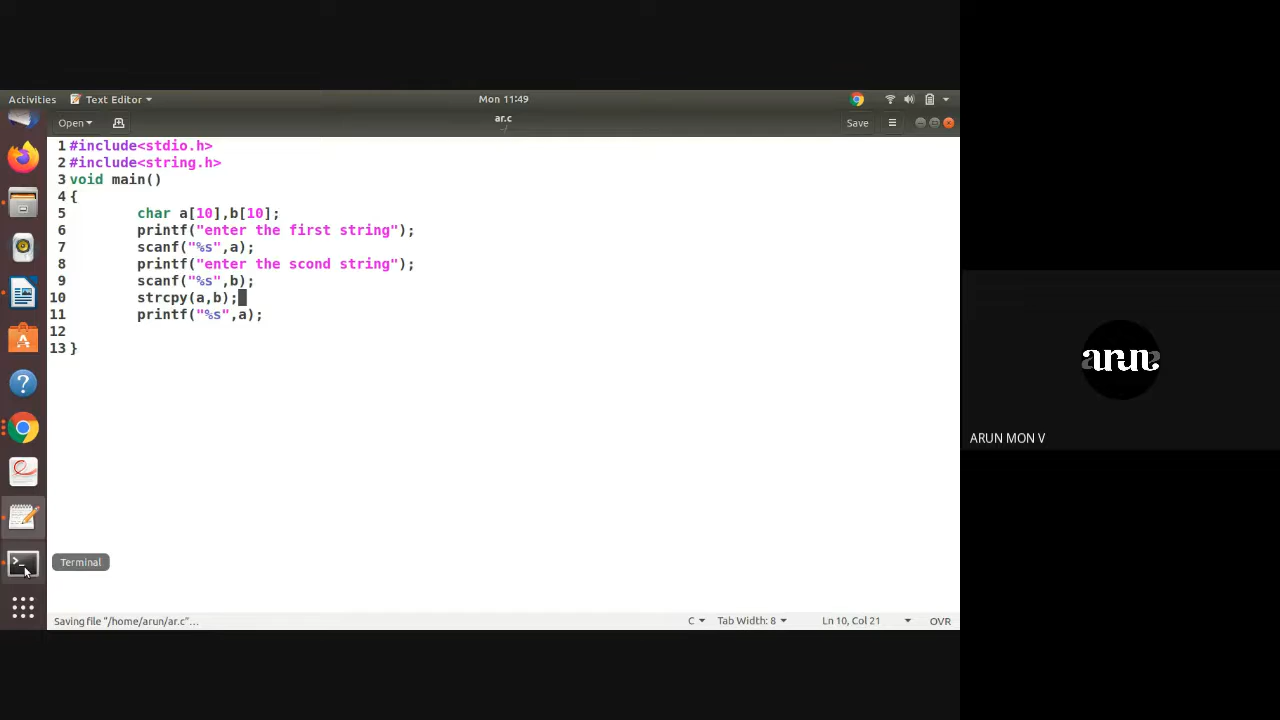 Activities Text Editor Mon 11:49
Open ar.c Save
~/
1 #include<stdio.h>
2 #include<string.h>
3 void main()
4 {
5 char a[10],b[10];
6 printf("enter the first string");
7 scanf("%s",a);
8 printf("enter the scond string");
9 scanf("%s",b);
10 strcpy(a,b);
11 printf("%s",a);
12
13 }
Terminal
Saving file "/home/arun/ar.c"… C Tab Width: 8 Ln 10, Col 21 OVR
arun
ARUN MON V